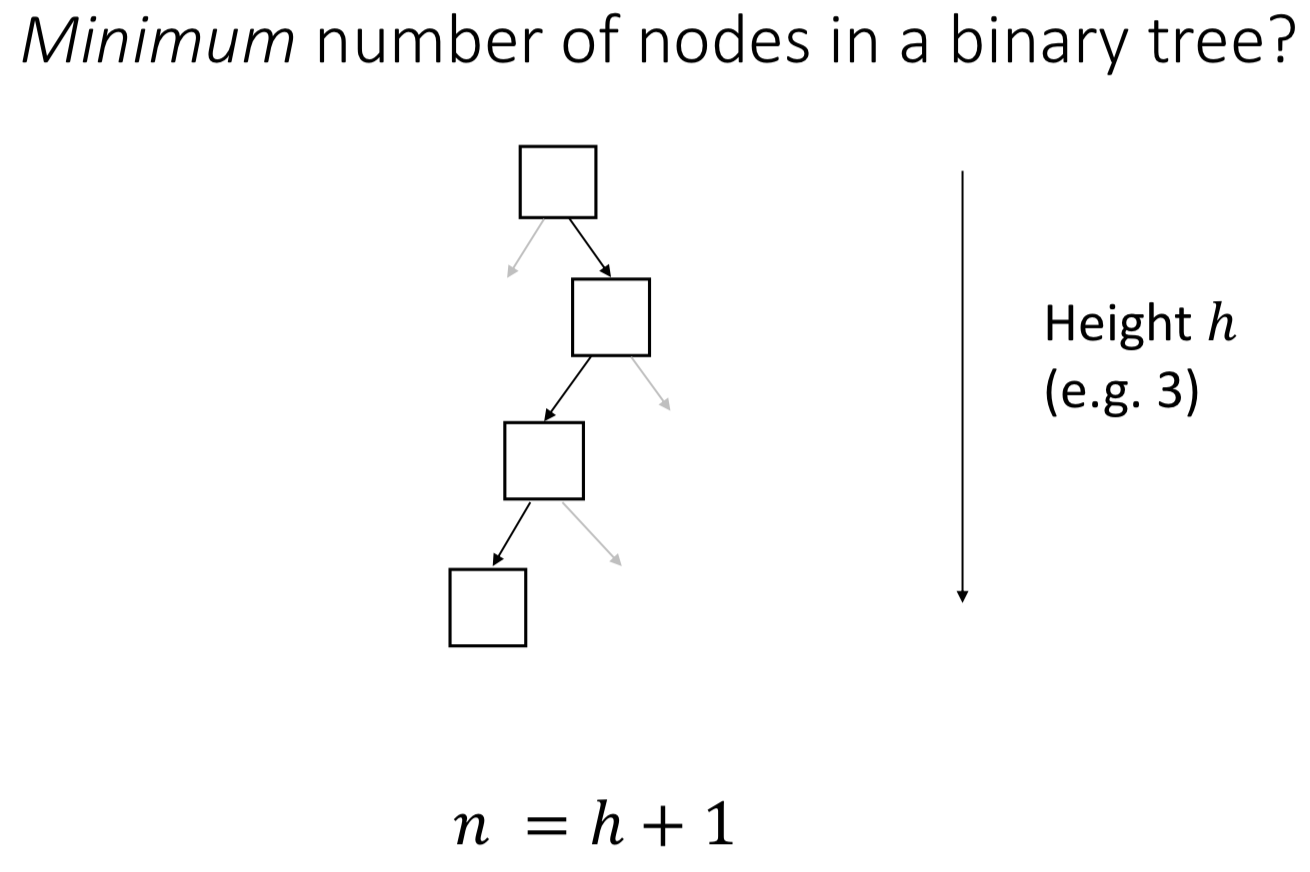 Minimum number of nodes in a binary tree?
Height ℎ
(e.g. 3)
𝑛 = ℎ + 1